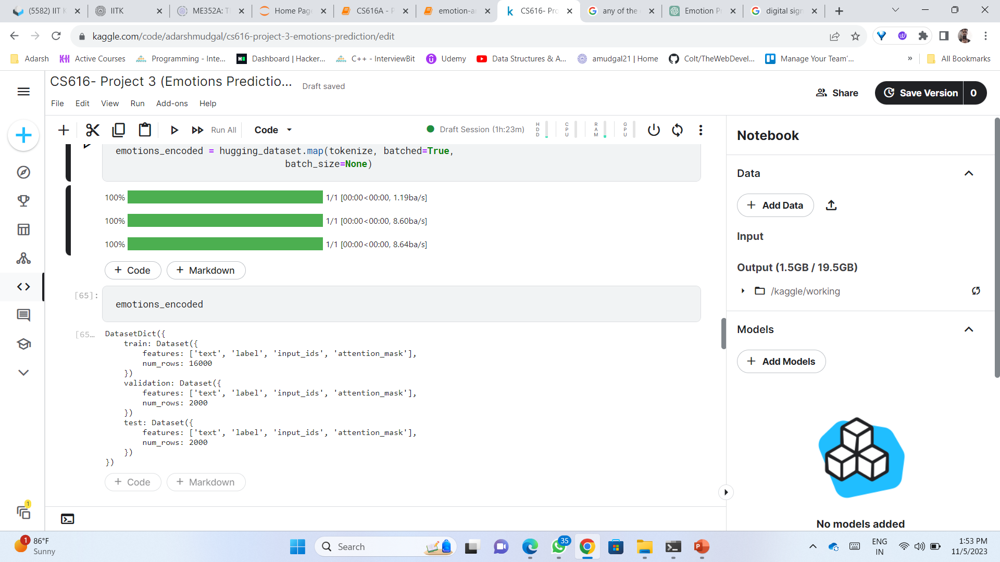 (5582) IIT K
IITK
ME352A: T
Home Page
CS616A - P
emotion-a
CS616- Pro
any of the
Emotion P
digital sign
kaggle.com/code/adarshmudgal/cs616-project-3-emotions-prediction/edit
Adarsh
Active Courses
Programming - Inte...
Dashboard | Hacker...
C++ - InterviewBit
Udemy
Data Structures & A...
amudgal21 | Home
Colt/TheWebDevel...
Manage Your Team'...
»
All Bookmarks
CS616- Project 3 (Emotions Predictio...
Draft saved
File Edit View Run Add-ons Help
Share
Save Version 0
Run All
Code
Draft Session (1h:23m)
HDD
CPU
RAM
GPU
emotions_encoded = hugging_dataset.map(tokenize, batched=True,
batch_size=None)
100% 1/1 [00:00<00:00, 1.19ba/s]
100% 1/1 [00:00<00:00, 8.60ba/s]
100% 1/1 [00:00<00:00, 8.64ba/s]
+ Code + Markdown
[65]:
emotions_encoded
[65…
DatasetDict({
train: Dataset({
features: ['text', 'label', 'input_ids', 'attention_mask'],
num_rows: 16000
})
validation: Dataset({
features: ['text', 'label', 'input_ids', 'attention_mask'],
num_rows: 2000
})
test: Dataset({
features: ['text', 'label', 'input_ids', 'attention_mask'],
num_rows: 2000
})
})
+ Code + Markdown
Notebook
Data
+ Add Data
Input
Output (1.5GB / 19.5GB)
/kaggle/working
Models
+ Add Models
No models added
1
1
86°F
Sunny
Search
35
ENG
IN
1:53 PM
11/5/2023